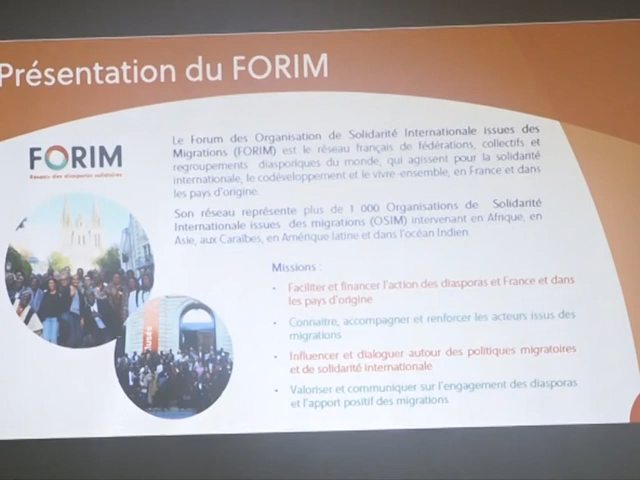 Présentation du FORIM
FORIM
Réseau des diasporas solidaires
Le Forum des Organisation de Solidarité Internationale issues des
Migrations (FORIM) est le réseau français de fédérations, collectifs et
regroupements diasporiques du monde, qui agissent pour la solidarité
internationale, le codéveloppement et le vivre-ensemble, en France et dans
les pays d'origine.
Son réseau représente plus de 1 000 Organisations de Solidarité
Internationale issues des migrations (OSIM) intervenant en Afrique, en
Asie, aux Caraïbes, en Amérique latine et dans l'océan Indien.
Missions :
• Faciliter et financer l'action des diasporas et France et dans
les pays d'origine
• Connaitre, accompagner et renforcer les acteurs issus des
migrations
• Influencer et dialoguer autour des politiques migratoires
et de solidarité internationale
• Valoriser et communiquer sur l'engagement des diasporas
et l'apport positif des migrations
Musée